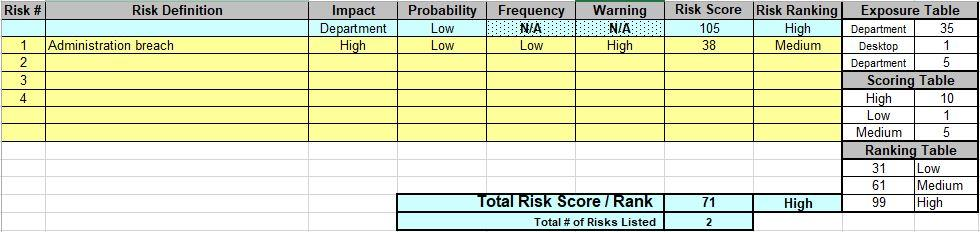 Risk # Risk Definition Impact Probability Frequency Warning Risk Score Risk Ranking Exposure Table
Department Low N/A N/A 105 High Department 35
1 Administration breach High Low Low High 38 Medium Desktop 1
2 Department 5
3 Scoring Table
4 High 10
Low 1
Medium 5
Ranking Table
31 Low
61 Medium
Total Risk Score / Rank 71 High 99 High
Total # of Risks Listed 2